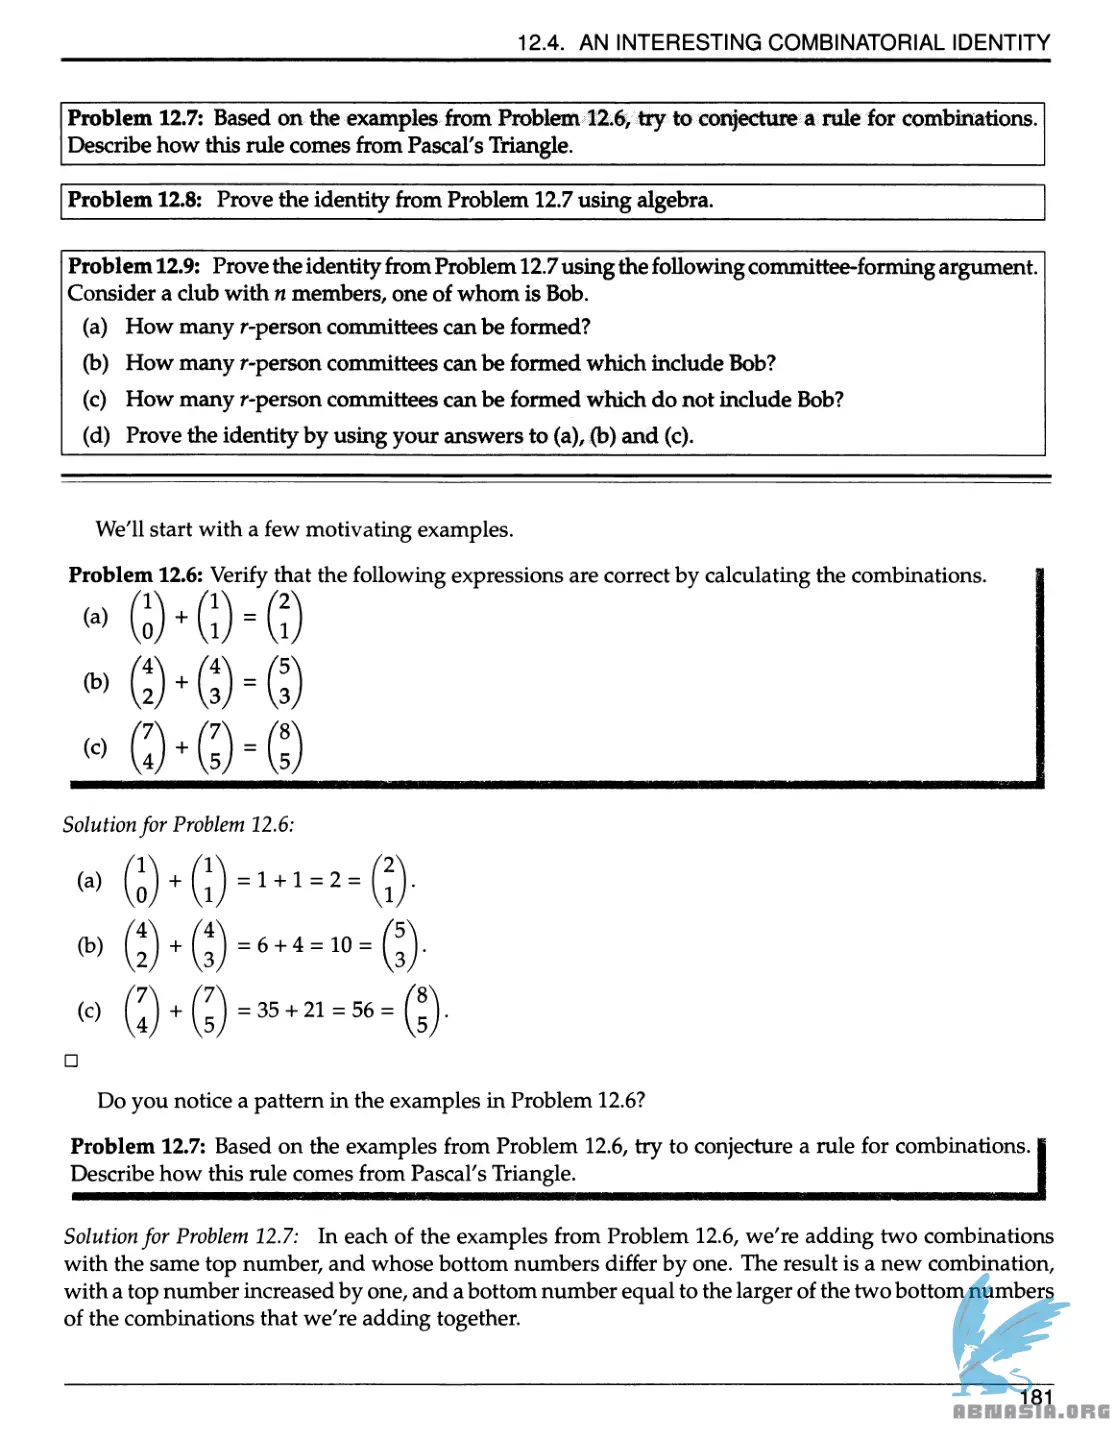 12.4. AN INTERESTING COMBINATORIAL IDENTITY
Problem 12.7: Based on the examples from Problem 12.6, try to conjecture a rule for combinations.
Describe how this rule comes from Pascal's Triangle.
Problem 12.8: Prove the identity from Problem 12.7 using algebra.
Problem 12.9: Prove the identity from Problem 12.7 using the following committee-forming argument.
Consider a club with n members, one of whom is Bob.
(a) How many r-person committees can be formed?
(b) How many r-person committees can be formed which include Bob?
(c) How many r-person committees can be formed which do not include Bob?
(d) Prove the identity by using your answers to (a), (b) and (c).
We'll start with a few motivating examples.
Problem 12.6: Verify that the following expressions are correct by calculating the combinations.
(a) $\binom{1}{0} + \binom{1}{1} = \binom{2}{1}$
(b) $\binom{4}{2} + \binom{4}{3} = \binom{5}{3}$
(c) $\binom{7}{4} + \binom{7}{5} = \binom{8}{5}$
Solution for Problem 12.6:
(a) $\binom{1}{0} + \binom{1}{1} = 1 + 1 = 2 = \binom{2}{1}$.
(b) $\binom{4}{2} + \binom{4}{3} = 6 + 4 = 10 = \binom{5}{3}$.
(c) $\binom{7}{4} + \binom{7}{5} = 35 + 21 = 56 = \binom{8}{5}$.
□
Do you notice a pattern in the examples in Problem 12.6?
Problem 12.7: Based on the examples from Problem 12.6, try to conjecture a rule for combinations.
Describe how this rule comes from Pascal's Triangle.
Solution for Problem 12.7: In each of the examples from Problem 12.6, we're adding two combinations
with the same top number, and whose bottom numbers differ by one. The result is a new combination,
with a top number increased by one, and a bottom number equal to the larger of the two bottom numbers
of the combinations that we're adding together.
181
ABNASIA.ORG